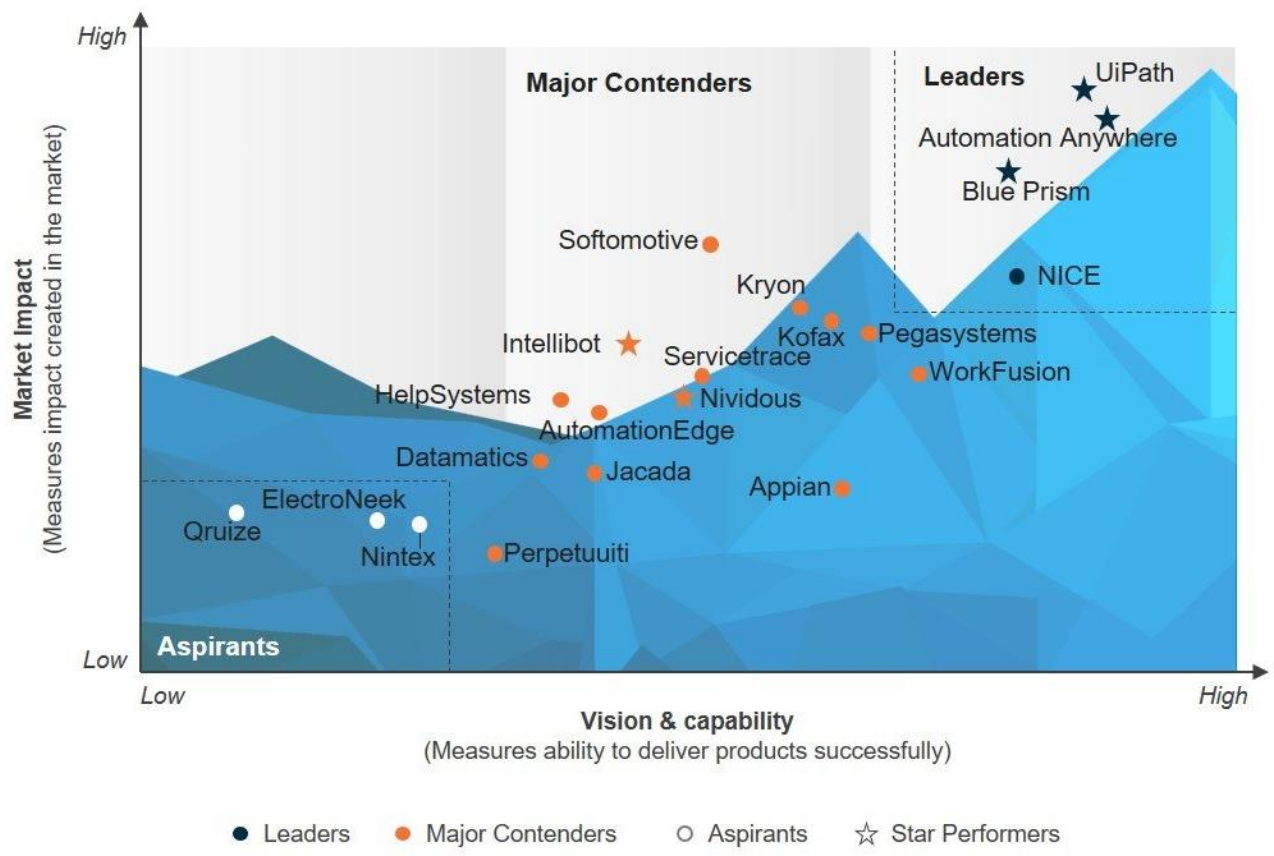 High
Major Contenders
Leaders
UiPath
Automation Anywhere
Blue Prism
Softomotive
NICE
Kryon
Kofax
Pegasystems
Intellibot
Servicetrace
WorkFusion
HelpSystems
Nividous
AutomationEdge
Datamatics
Jacada
Appian
ElectroNeek
Qruize
Nintex
Perpetuuiti
Aspirants
Market Impact
(Measures impact created in the market)
Low
Low
High
Vision & capability
(Measures ability to deliver products successfully)
Leaders
Major Contenders
Aspirants
Star Performers